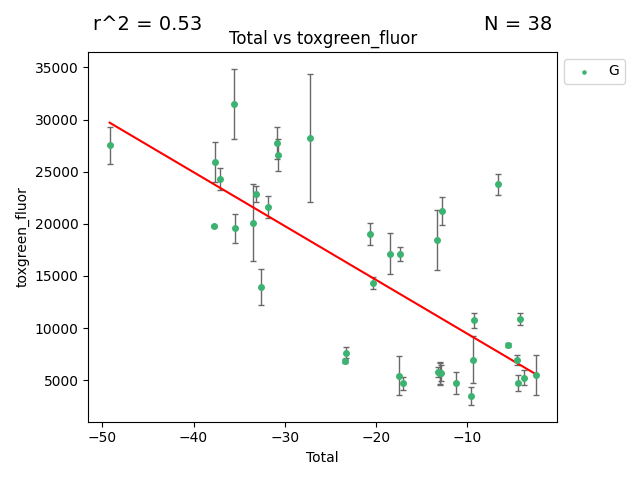 r^2 = 0.53
N = 38
Total vs toxgreen_fluor
G
35000
30000
25000
20000
15000
10000
5000
toxgreen_fluor
−50
−40
−30
−20
−10
Total